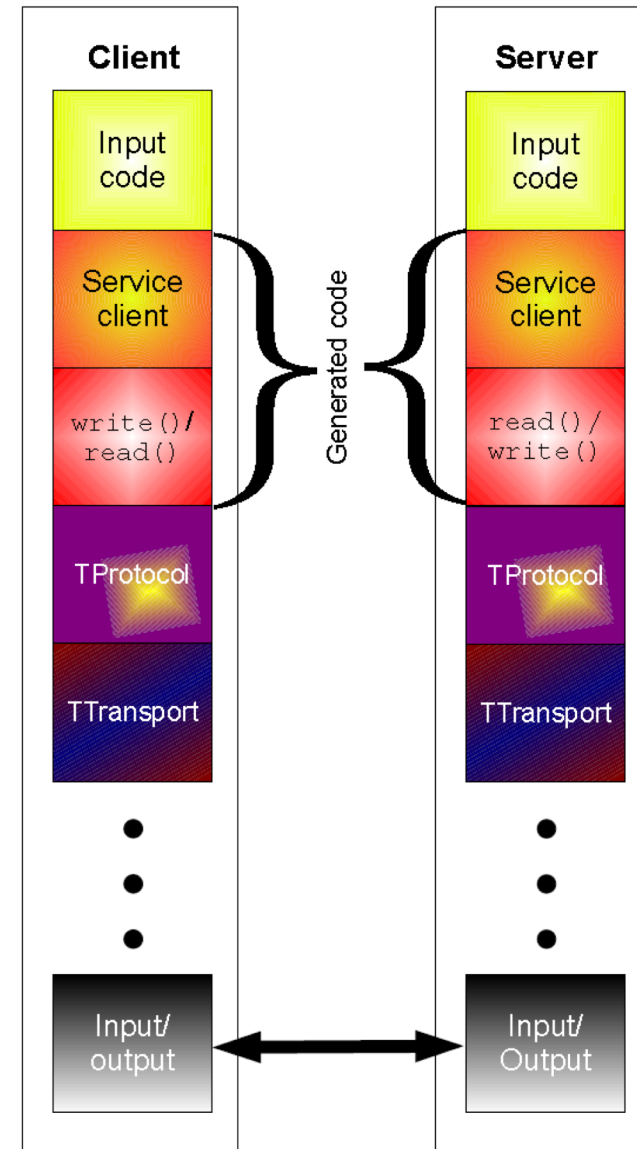 Client
Input
code
Service
client
write()/
read()
TProtocol
TTransport
Input/
output
Generated code
Server
Input
code
Service
client
read()/
write()
TProtocol
TTransport
Input/
Output